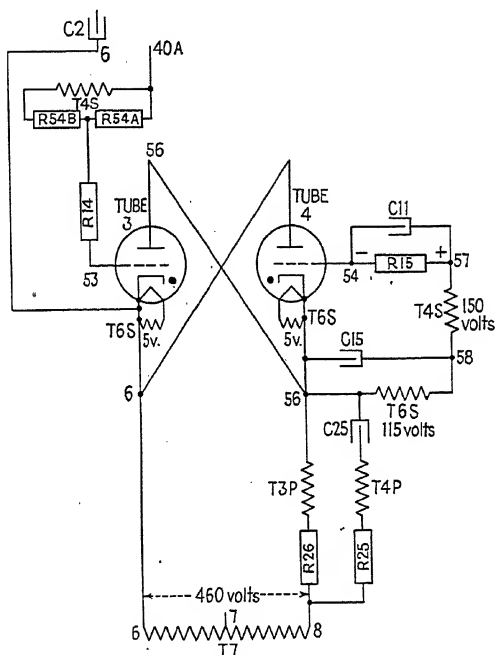 C2
6
40A
T4S
R54B
R54A
56
R14
TUBE
3
TUBE
4
C11
53
54
−
R15
+
57
T6S
5v.
T6S
5v.
C15
T4S
150
volts
58
6
56
T6S
115 volts
C25
T3P
T4P
R26
R25
460 volts
6
17
8
T7